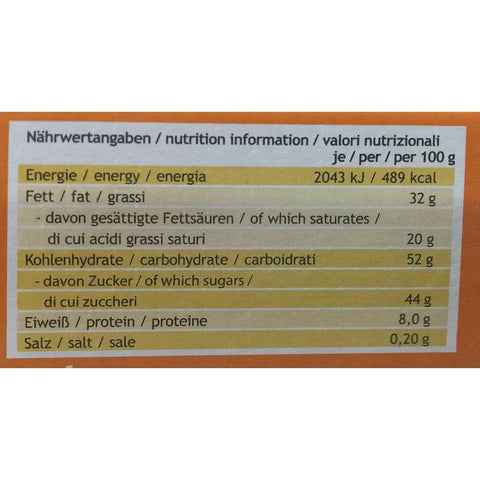 Nährwertangaben / nutrition information / valori nutrizionali
je / per / per 100 g
Energie / energy / energia 2043 kJ / 489 kcal
Fett / fat / grassi 32 g
- davon gesättigte Fettsäuren / of which saturates /
di cui acidi grassi saturi 20 g
Kohlenhydrate / carbohydrate / carboidrati 52 g
- davon Zucker / of which sugars /
di cui zuccheri 44 g
Eiweiß / protein / proteine 8,0 g
Salz / salt / sale 0,20 g